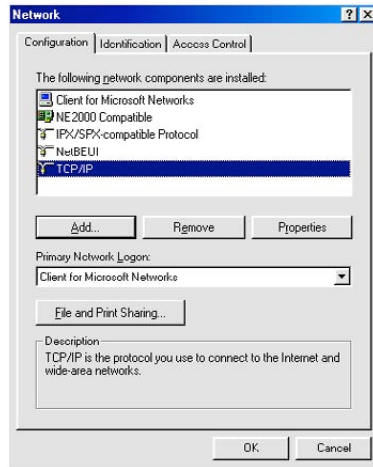 Network
Configuration Identification Access Control
The following network components are installed:
Client for Microsoft Networks
NE2000 Compatible
IPX/SPX-compatible Protocol
NetBEUI
TCP/IP
Add... Remove Properties
Primary Network Logon:
Client for Microsoft Networks
File and Print Sharing...
Description
TCP/IP is the protocol you use to connect to the Internet and
wide-area networks.
OK Cancel